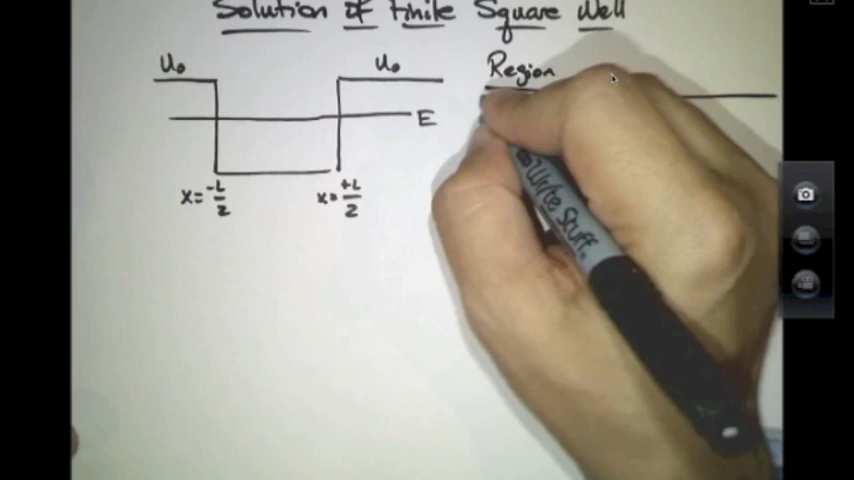 Solution of Finite Square Well
U₀ U₀ Region
E
x = -L/2 x = +L/2
Write Stuff.